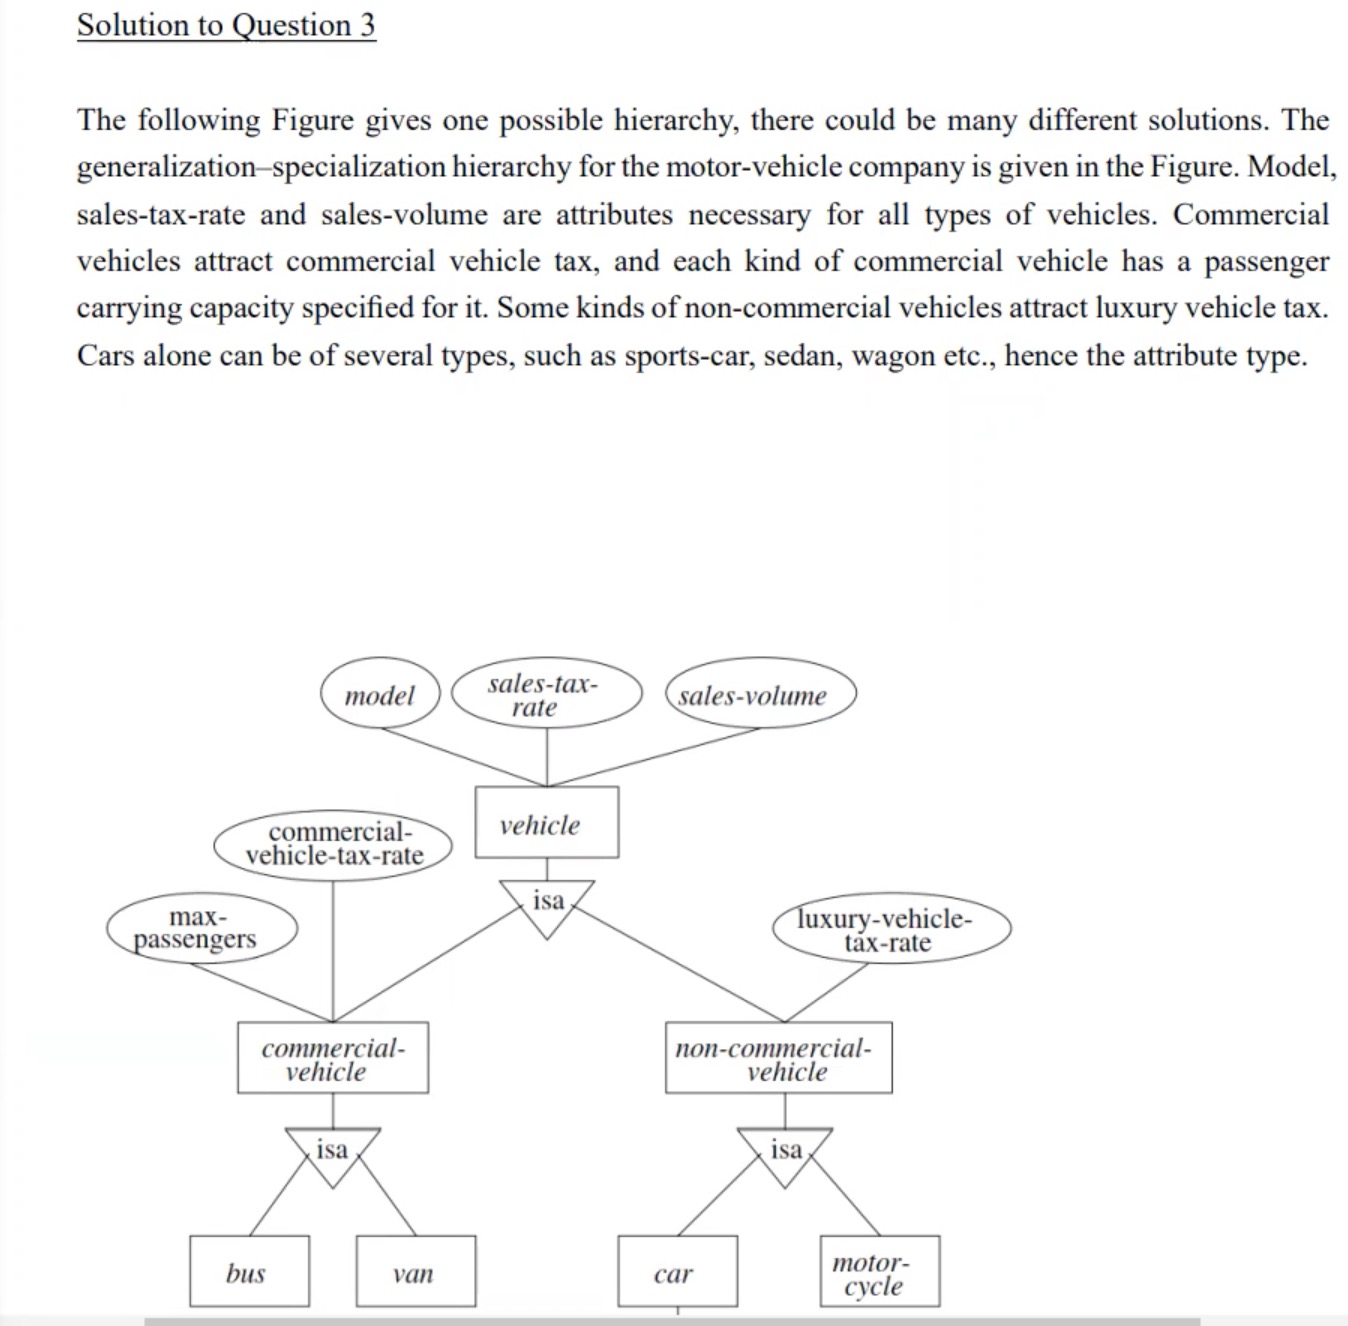 Solution to Question 3
The following Figure gives one possible hierarchy, there could be many different solutions. The
generalization–specialization hierarchy for the motor-vehicle company is given in the Figure. Model,
sales-tax-rate and sales-volume are attributes necessary for all types of vehicles. Commercial
vehicles attract commercial vehicle tax, and each kind of commercial vehicle has a passenger
carrying capacity specified for it. Some kinds of non-commercial vehicles attract luxury vehicle tax.
Cars alone can be of several types, such as sports-car, sedan, wagon etc., hence the attribute type.
model
sales-tax-
rate
sales-volume
vehicle
commercial-
vehicle-tax-rate
isa
max-
passengers
luxury-vehicle-
tax-rate
commercial-
vehicle
non-commercial-
vehicle
isa
isa
bus
van
car
motor-
cycle